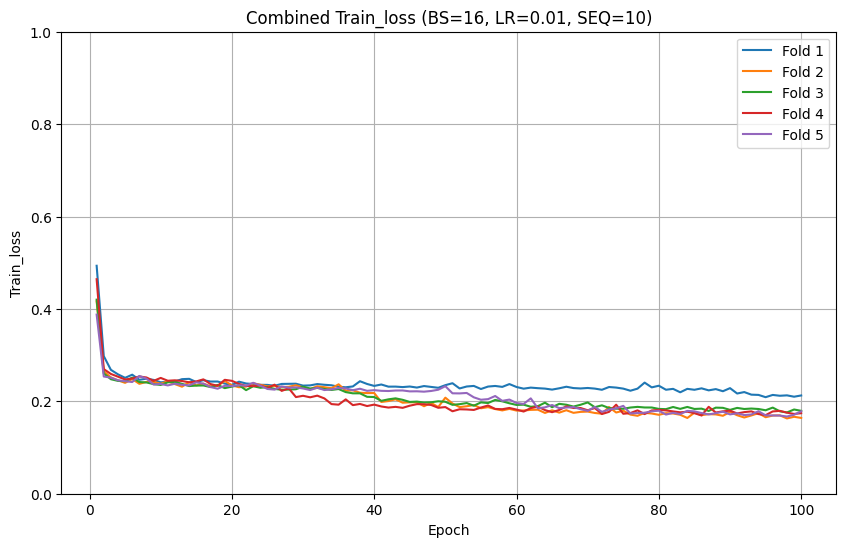 Combined Train_loss (BS=16, LR=0.01, SEQ=10)
Train_loss
1.0
0.8
0.6
0.4
0.2
0.0
Fold 1
Fold 2
Fold 3
Fold 4
Fold 5
0 20 40 60 80 100
Epoch